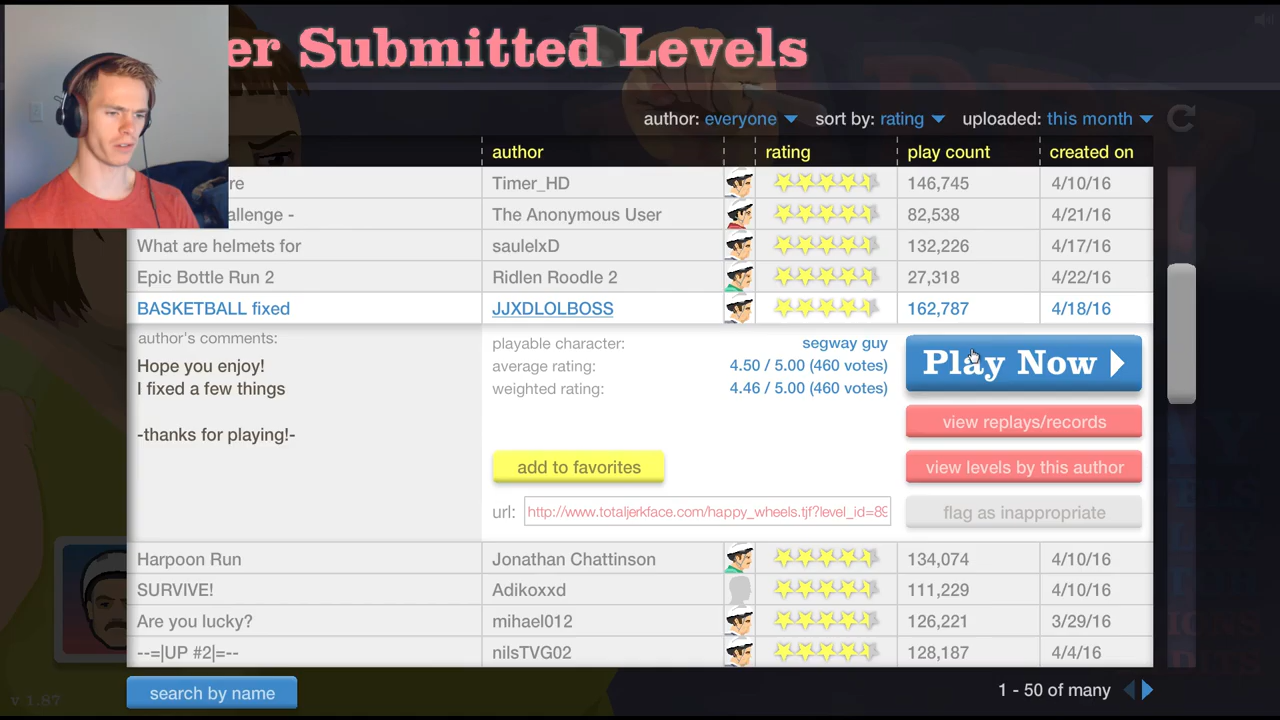 er Submitted Levels
author: everyone sort by: rating uploaded: this month
author rating play count created on
re Timer_HD 146,745 4/10/16
allenge - The Anonymous User 82,538 4/21/16
What are helmets for saulelxD 132,226 4/17/16
Epic Bottle Run 2 Ridlen Roodle 2 27,318 4/22/16
BASKETBALL fixed JJXDLOLBOSS 162,787 4/18/16
author's comments:
Hope you enjoy!
I fixed a few things
-thanks for playing!-
playable character: segway guy
average rating: 4.50 / 5.00 (460 votes)
weighted rating: 4.46 / 5.00 (460 votes)
add to favorites
url: http://www.totaljerkface.com/happy_wheels.tjf?level_id=89
Play Now
view replays/records
view levels by this author
flag as inappropriate
Harpoon Run Jonathan Chattinson 134,074 4/10/16
SURVIVE! Adikoxxd 111,229 4/10/16
Are you lucky? mihael012 126,221 3/29/16
--=|UP #2|=-- nilsTVG02 128,187 4/4/16
search by name
1 - 50 of many
v 1.87